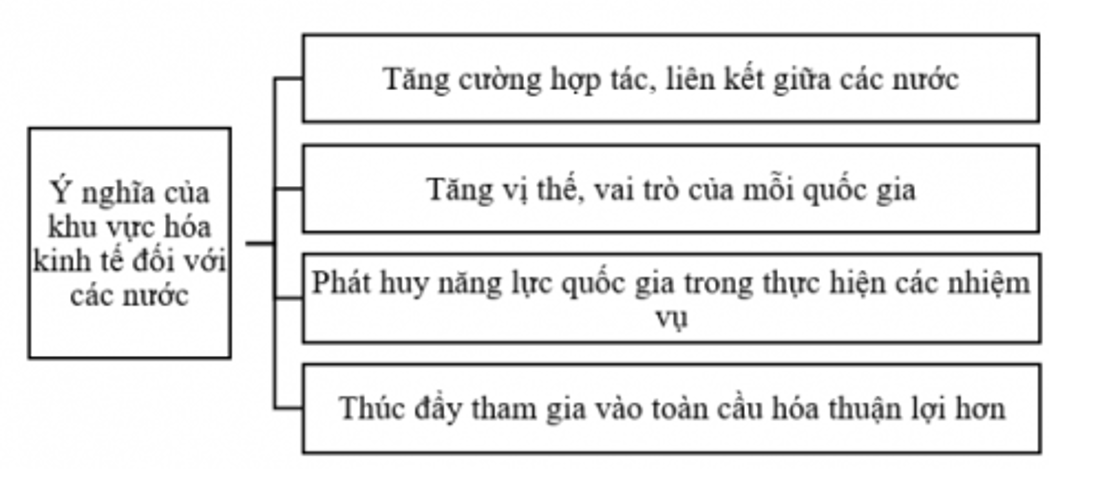 Ý nghĩa của
khu vực hóa
kinh tế đối với
các nước
Tăng cường hợp tác, liên kết giữa các nước
Tăng vị thế, vai trò của mỗi quốc gia
Phát huy năng lực quốc gia trong thực hiện các nhiệm
vụ
Thúc đẩy tham gia vào toàn cầu hóa thuận lợi hơn